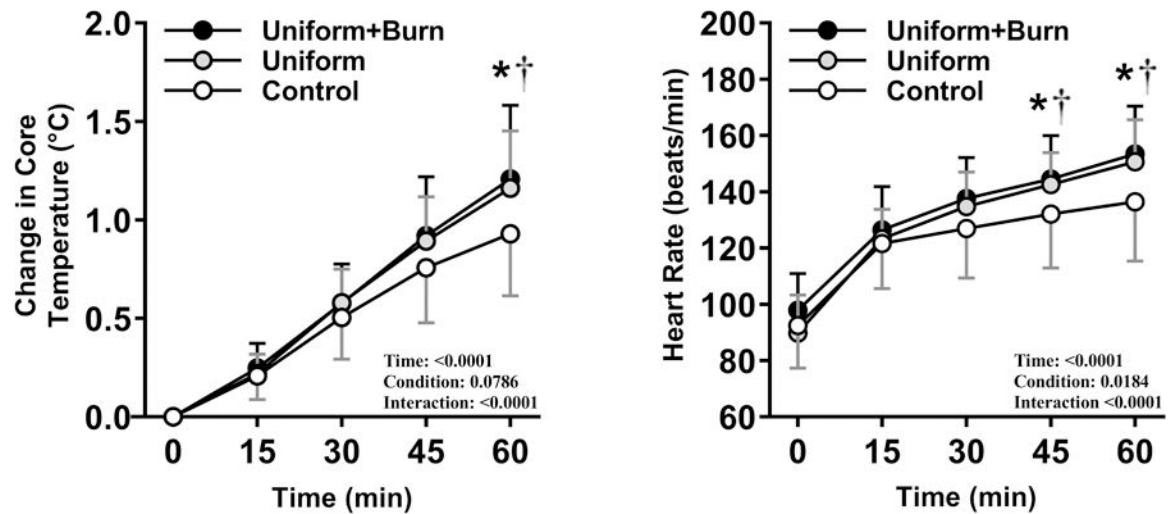 Change in Core
Temperature (°C)
2.0
1.5
1.0
0.5
0.0
Uniform+Burn
Uniform
Control
*†
Time: <0.0001
Condition: 0.0786
Interaction: <0.0001
0 15 30 45 60
Time (min)
Heart Rate (beats/min)
200
180
160
140
120
100
80
60
Uniform+Burn
Uniform
Control
*†
*†
Time: <0.0001
Condition: 0.0184
Interaction <0.0001
0 15 30 45 60
Time (min)